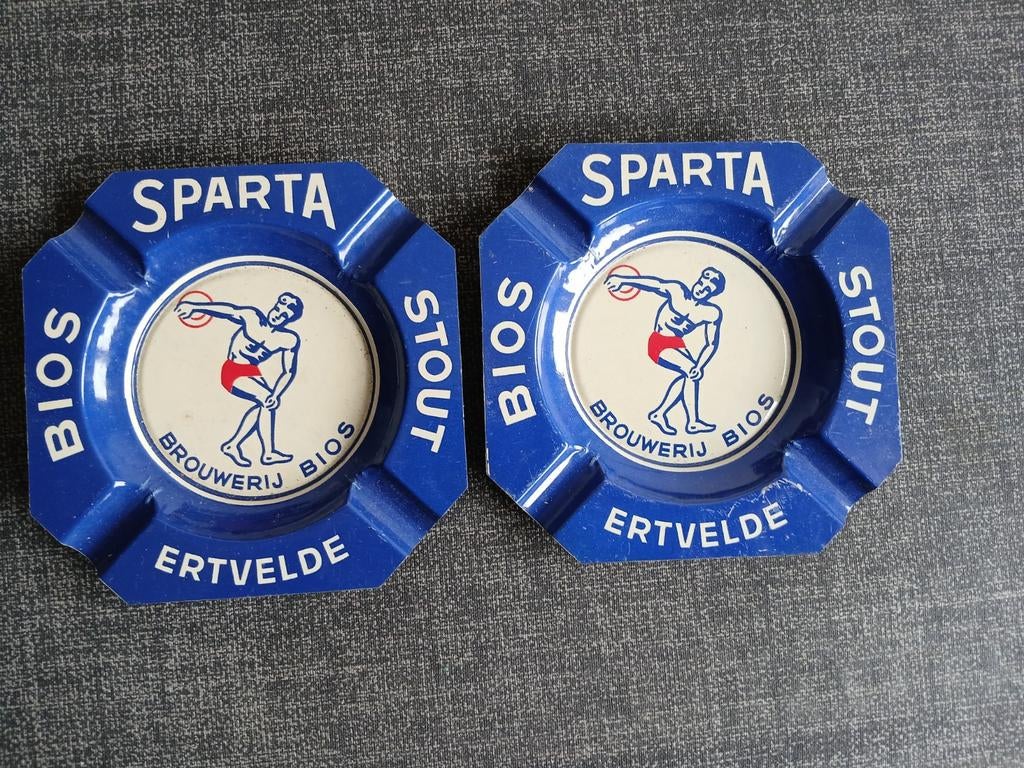 SPARTA
BIOS
STOUT
BROUWERIJ BIOS
ERTVELDE
SPARTA
BIOS
STOUT
BROUWERIJ BIOS
ERTVELDE